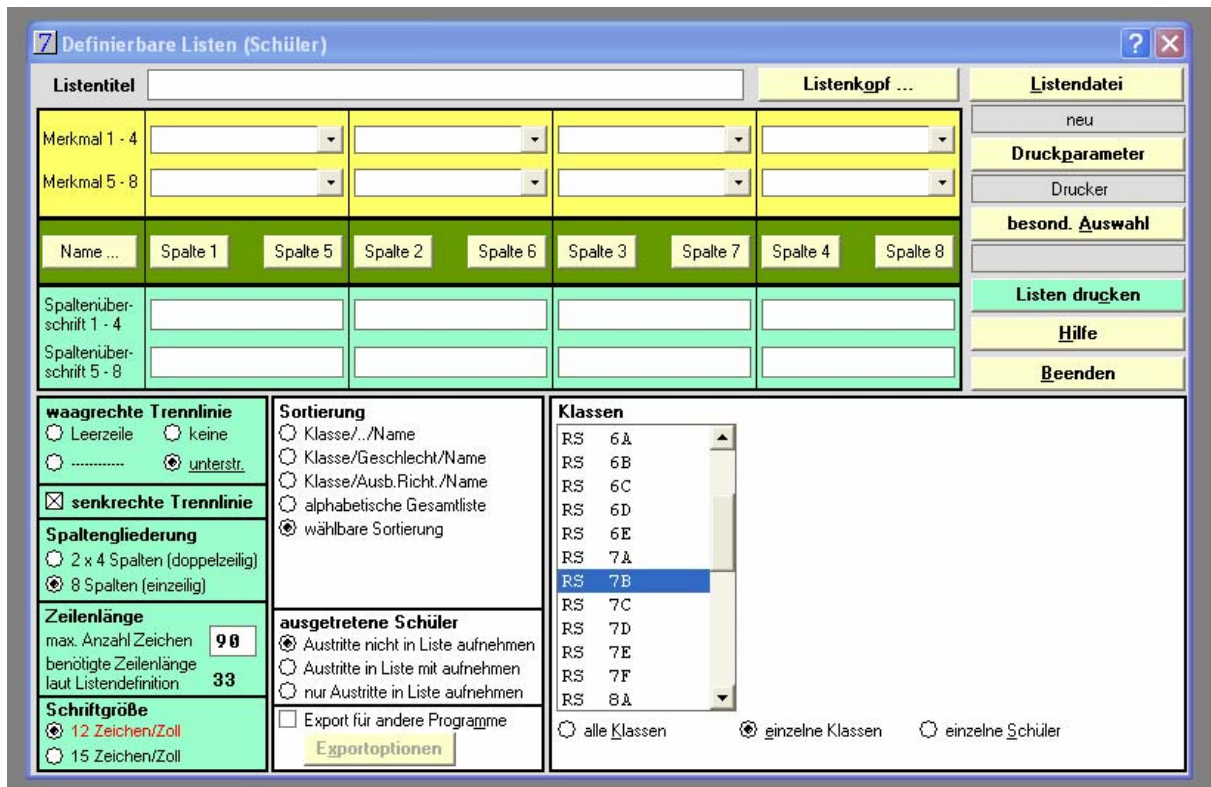 7 Definierbare Listen (Schüler) ?
Listentitel Listenkopf ... Listendatei
neu
Merkmal 1 - 4
Druckparameter
Merkmal 5 - 8
Drucker
besond. Auswahl
Name ... Spalte 1 Spalte 5 Spalte 2 Spalte 6 Spalte 3 Spalte 7 Spalte 4 Spalte 8
Listen drucken
Spaltenüber-
schrift 1 - 4
Hilfe
Spaltenüber-
schrift 5 - 8
Beenden
waagrechte Trennlinie
Leerzeile keine
----------- unterstr.
senkrechte Trennlinie
Spaltengliederung
2 x 4 Spalten (doppelzeilig)
8 Spalten (einzeilig)
Zeilenlänge
max. Anzahl Zeichen 90
benötigte Zeilenlänge
laut Listendefinition 33
Schriftgröße
12 Zeichen/Zoll
15 Zeichen/Zoll
Sortierung
Klasse/../Name
Klasse/Geschlecht/Name
Klasse/Ausb.Richt./Name
alphabetische Gesamtliste
wählbare Sortierung
ausgetretene Schüler
Austritte nicht in Liste aufnehmen
Austritte in Liste mit aufnehmen
nur Austritte in Liste aufnehmen
Export für andere Programme
Exportoptionen
Klassen
RS 6A
RS 6B
RS 6C
RS 6D
RS 6E
RS 7A
RS 7B
RS 7C
RS 7D
RS 7E
RS 7F
RS 8A
alle Klassen einzelne Klassen einzelne Schüler